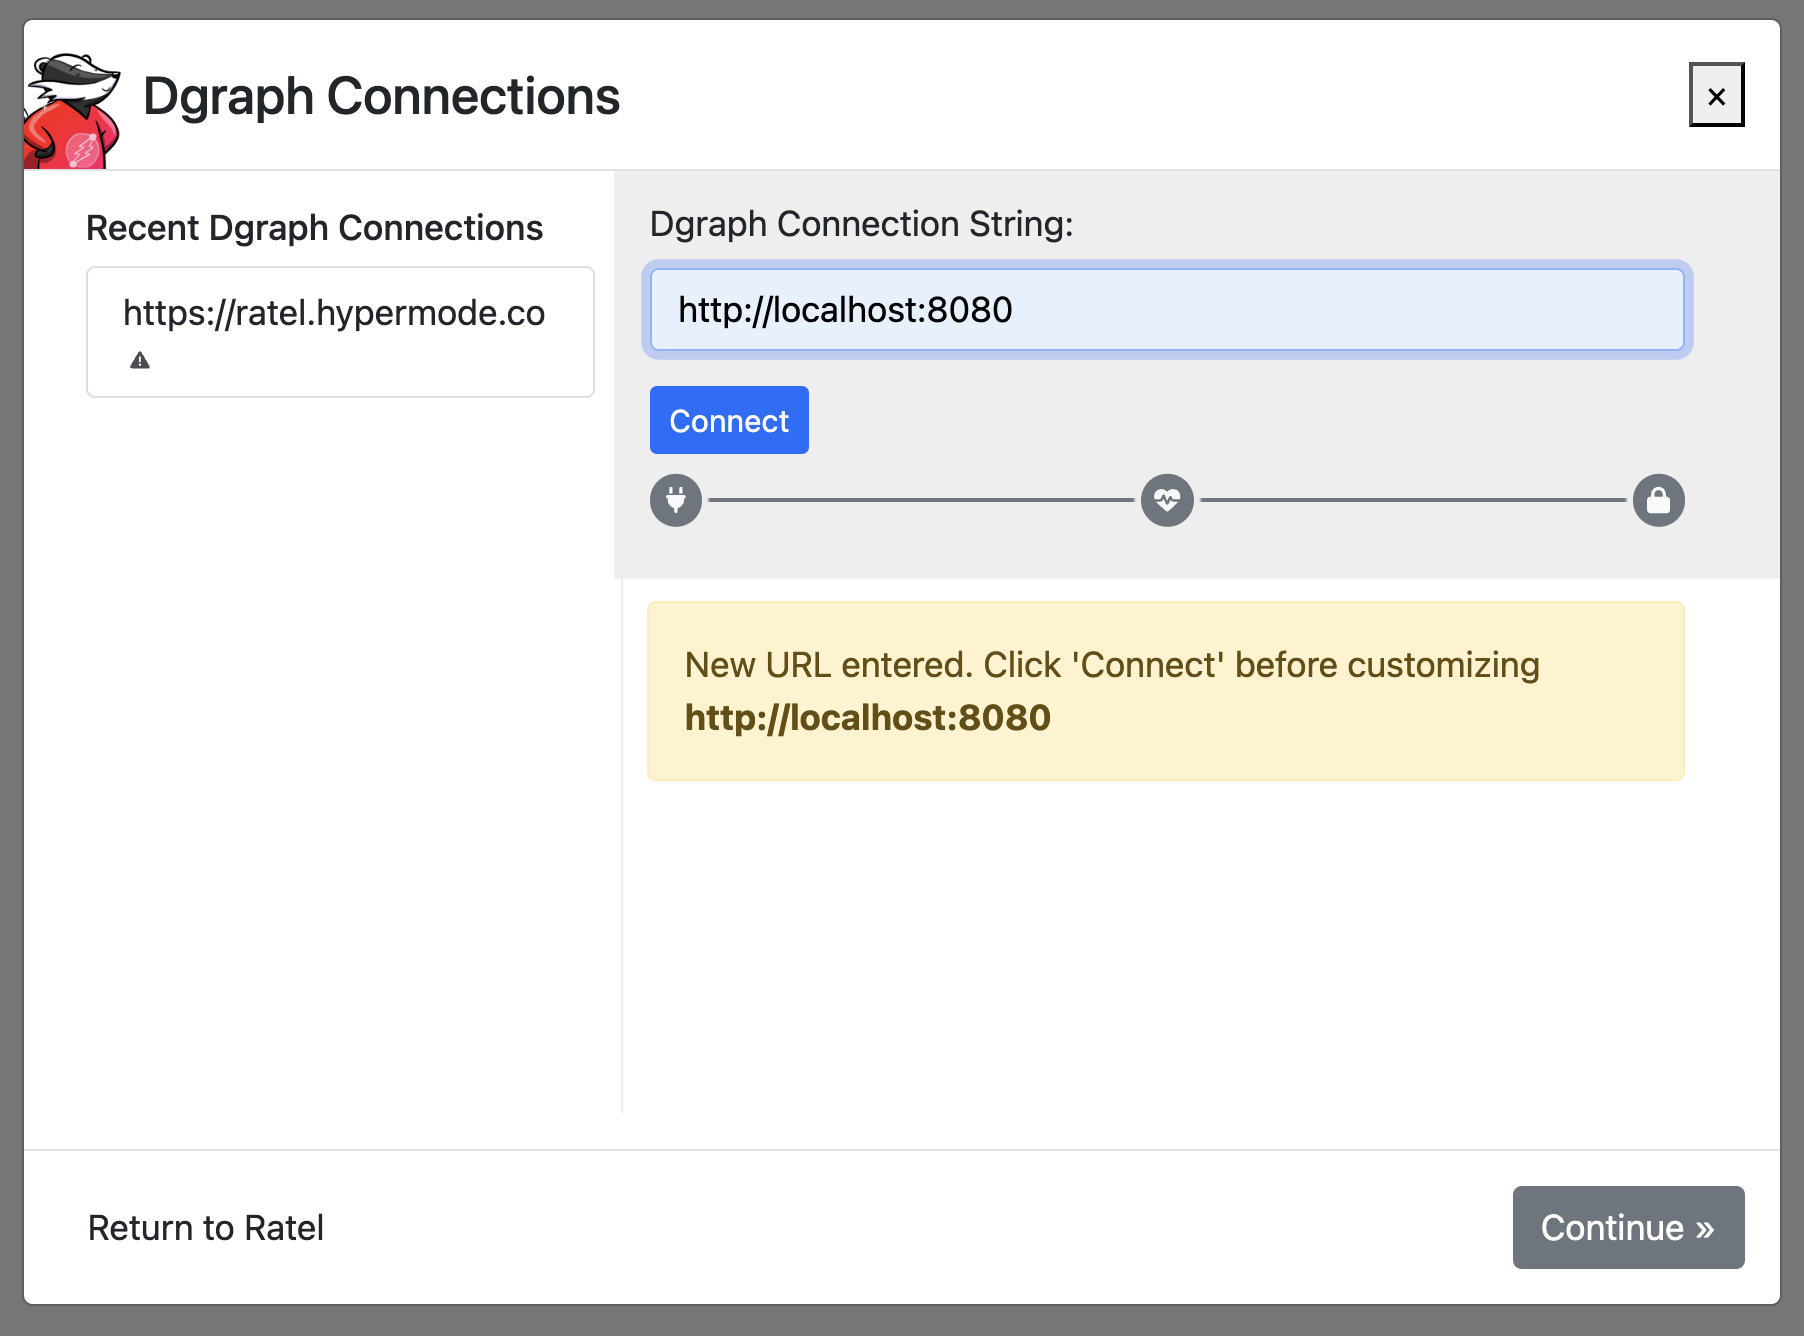 Dgraph Connections
×
Recent Dgraph Connections
https://ratel.hypermode.co
Dgraph Connection String:
http://localhost:8080
Connect
New URL entered. Click 'Connect' before customizing
http://localhost:8080
Return to Ratel
Continue »